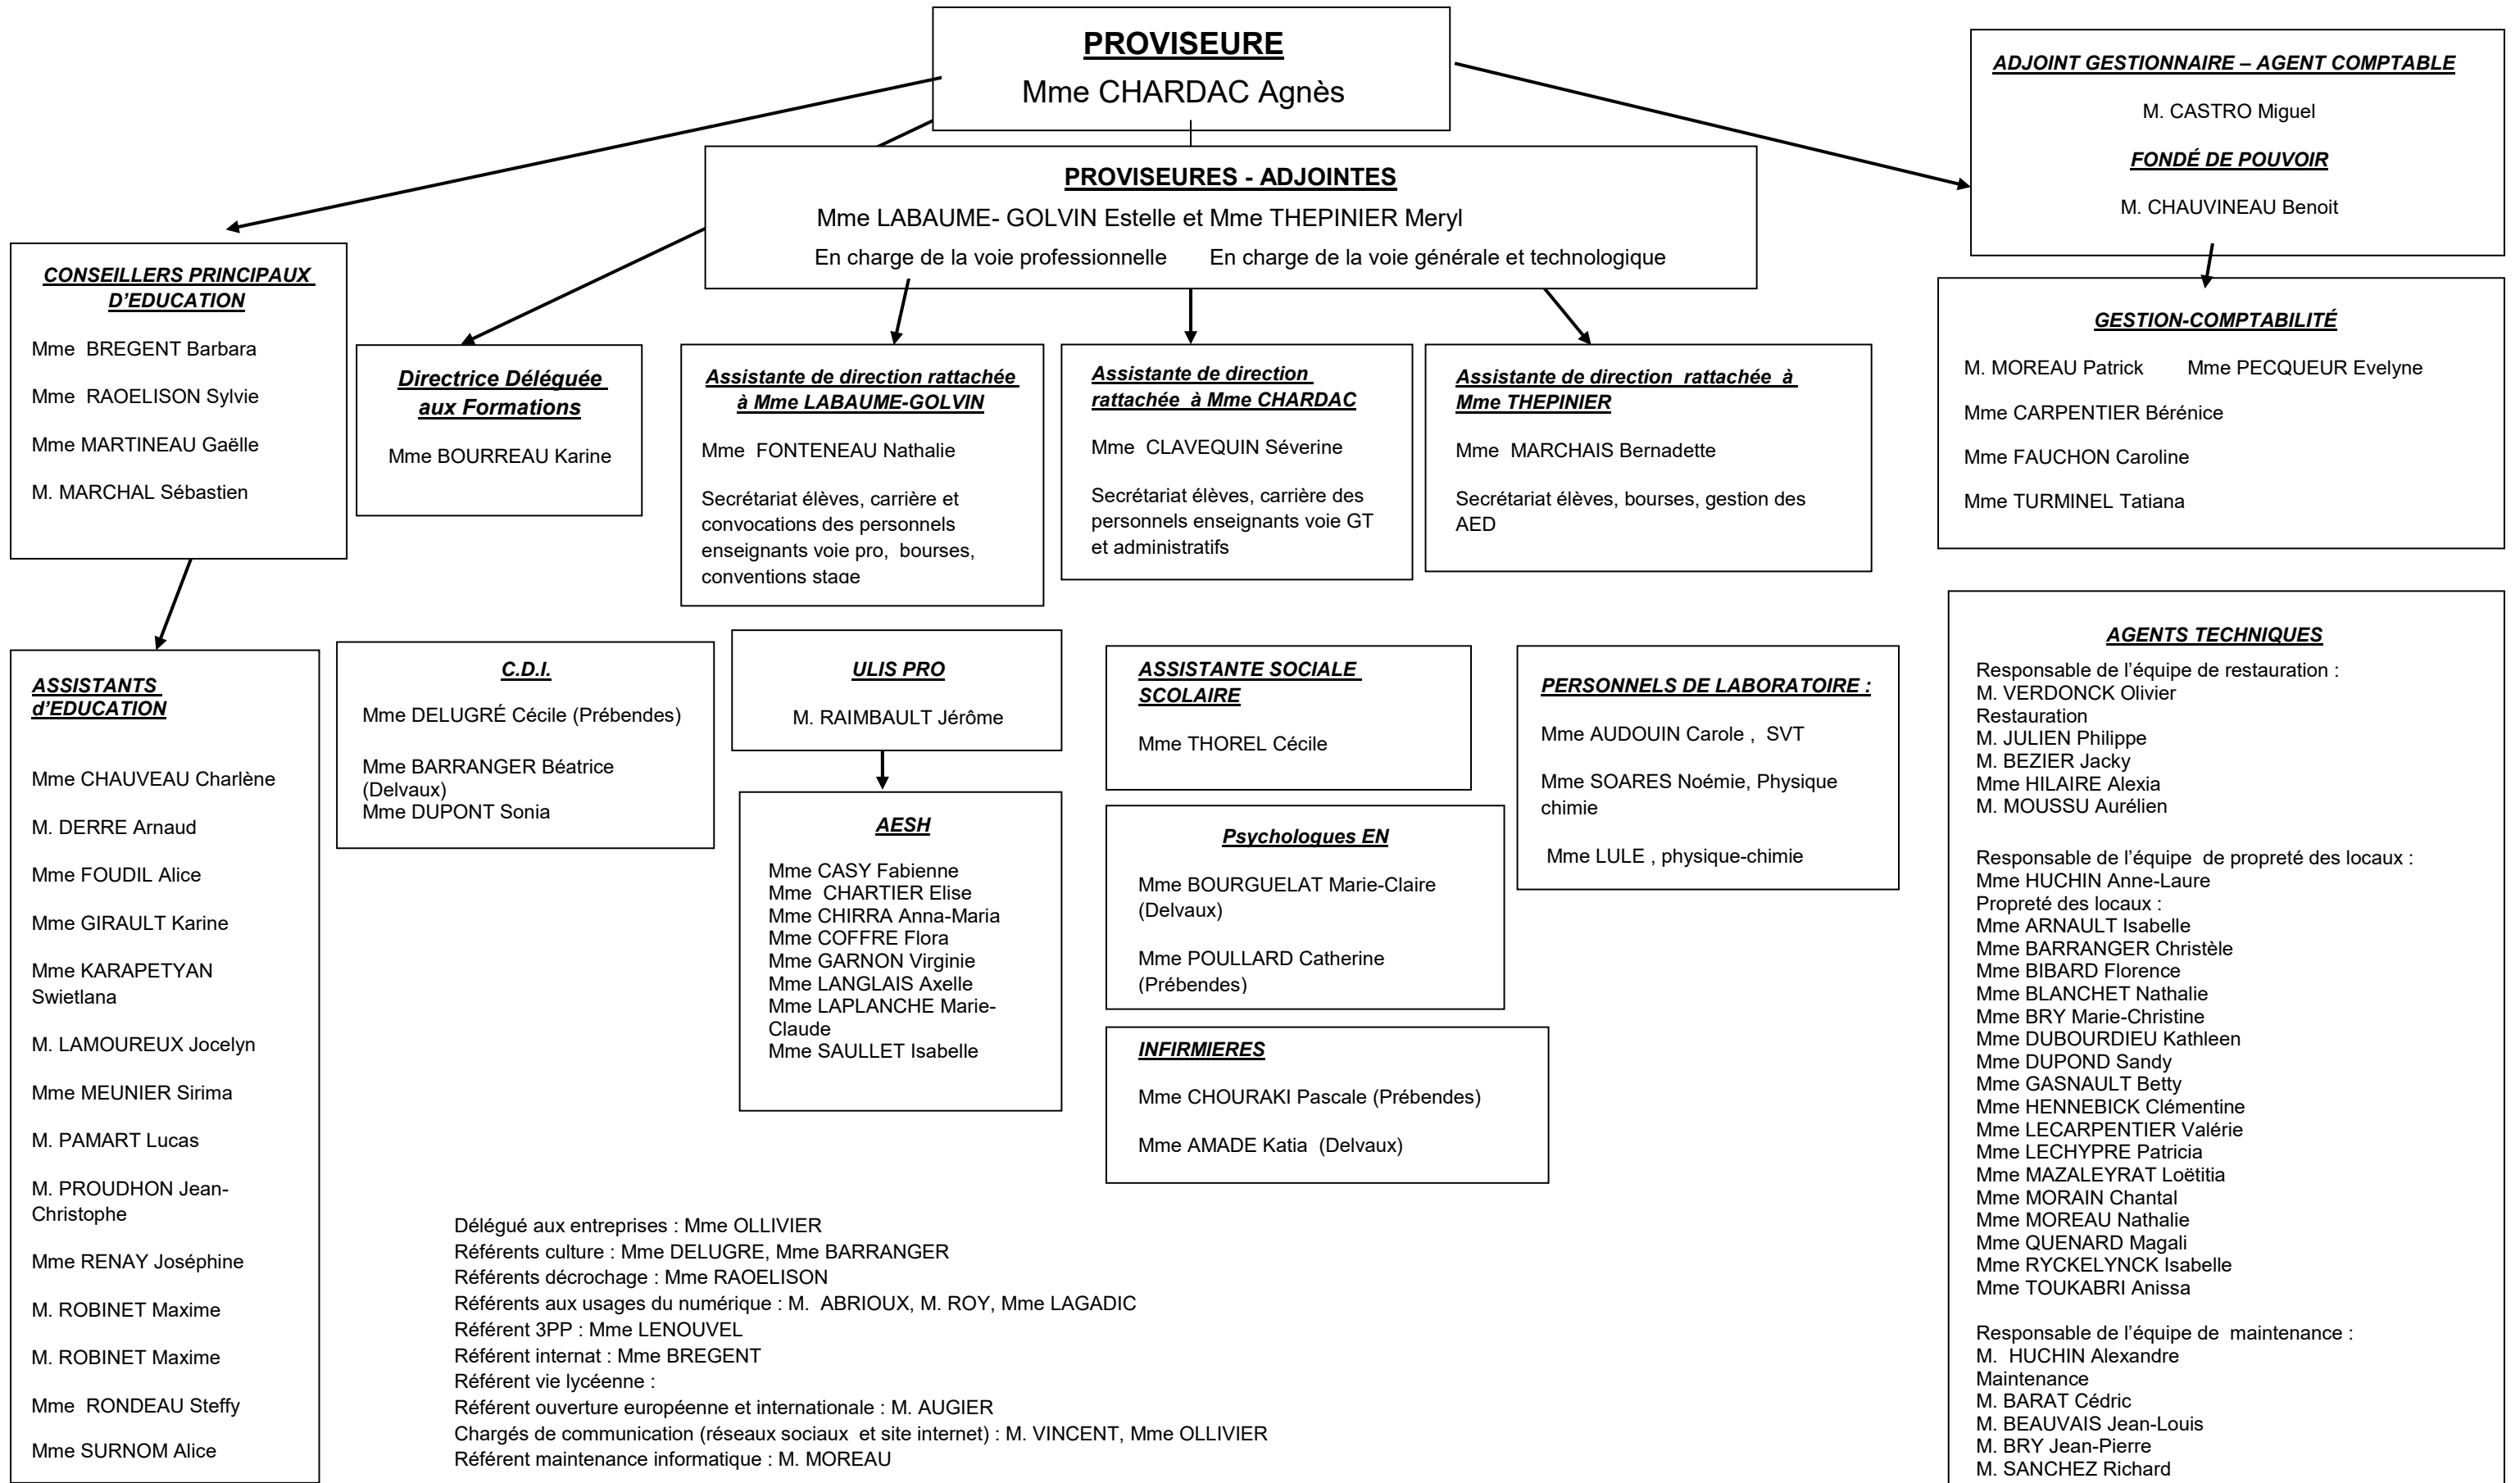 PROVISEURE
Mme CHARDAC Agnès
ADJOINT GESTIONNAIRE – AGENT COMPTABLE
M. CASTRO Miguel
FONDÉ DE POUVOIR
M. CHAUVINEAU Benoit
PROVISEURES - ADJOINTES
Mme LABAUME- GOLVIN Estelle et Mme THEPINIER Meryl
En charge de la voie professionnelle En charge de la voie générale et technologique
CONSEILLERS PRINCIPAUX
D’EDUCATION
Mme BREGENT Barbara
Mme RAOELISON Sylvie
Mme MARTINEAU Gaëlle
M. MARCHAL Sébastien
Directrice Déléguée
aux Formations
Mme BOURREAU Karine
Assistante de direction rattachée
à Mme LABAUME-GOLVIN
Mme FONTENEAU Nathalie
Secrétariat élèves, carrière et
convocations des personnels
enseignants voie pro, bourses,
conventions stage
Assistante de direction
rattachée à Mme CHARDAC
Mme CLAVEQUIN Séverine
Secrétariat élèves, carrière des
personnels enseignants voie GT
et administratifs
Assistante de direction rattachée à
Mme THEPINIER
Mme MARCHAIS Bernadette
Secrétariat élèves, bourses, gestion des
AED
GESTION-COMPTABILITÉ
M. MOREAU Patrick Mme PECQUEUR Evelyne
Mme CARPENTIER Bérénice
Mme FAUCHON Caroline
Mme TURMINEL Tatiana
ASSISTANTS
d’EDUCATION
Mme CHAUVEAU Charlène
M. DERRE Arnaud
Mme FOUDIL Alice
Mme GIRAULT Karine
Mme KARAPETYAN
Swietlana
M. LAMOUREUX Jocelyn
Mme MEUNIER Sirima
M. PAMART Lucas
M. PROUDHON Jean-
Christophe
Mme RENAY Joséphine
M. ROBINET Maxime
M. ROBINET Maxime
Mme RONDEAU Steffy
Mme SURNOM Alice
C.D.I.
Mme DELUGRÉ Cécile (Prébendes)
Mme BARRANGER Béatrice
(Delvaux)
Mme DUPONT Sonia
ULIS PRO
M. RAIMBAULT Jérôme
AESH
Mme CASY Fabienne
Mme CHARTIER Elise
Mme CHIRRA Anna-Maria
Mme COFFRE Flora
Mme GARNON Virginie
Mme LANGLAIS Axelle
Mme LAPLANCHE Marie-
Claude
Mme SAULLET Isabelle
ASSISTANTE SOCIALE
SCOLAIRE
Mme THOREL Cécile
Psychologues EN
Mme BOURGUELAT Marie-Claire
(Delvaux)
Mme POULLARD Catherine
(Prébendes)
INFIRMIERES
Mme CHOURAKI Pascale (Prébendes)
Mme AMADE Katia (Delvaux)
PERSONNELS DE LABORATOIRE :
Mme AUDOUIN Carole , SVT
Mme SOARES Noémie, Physique
chimie
Mme LULE , physique-chimie
AGENTS TECHNIQUES
Responsable de l’équipe de restauration :
M. VERDONCK Olivier
Restauration
M. JULIEN Philippe
M. BEZIER Jacky
Mme HILAIRE Alexia
M. MOUSSU Aurélien
Responsable de l’équipe de propreté des locaux :
Mme HUCHIN Anne-Laure
Propreté des locaux :
Mme ARNAULT Isabelle
Mme BARRANGER Christèle
Mme BIBARD Florence
Mme BLANCHET Nathalie
Mme BRY Marie-Christine
Mme DUBOURDIEU Kathleen
Mme DUPOND Sandy
Mme GASNAULT Betty
Mme HENNEBICK Clémentine
Mme LECARPENTIER Valérie
Mme LECHYPRE Patricia
Mme MAZALEYRAT Loëtitia
Mme MORAIN Chantal
Mme MOREAU Nathalie
Mme QUENARD Magali
Mme RYCKELYNCK Isabelle
Mme TOUKABRI Anissa
Responsable de l’équipe de maintenance :
M. HUCHIN Alexandre
Maintenance
M. BARAT Cédric
M. BEAUVAIS Jean-Louis
M. BRY Jean-Pierre
M. SANCHEZ Richard
Délégué aux entreprises : Mme OLLIVIER
Référents culture : Mme DELUGRE, Mme BARRANGER
Référents décrochage : Mme RAOELISON
Référents aux usages du numérique : M. ABRIOUX, M. ROY, Mme LAGADIC
Référent 3PP : Mme LENOUVEL
Référent internat : Mme BREGENT
Référent vie lycéenne :
Référent ouverture européenne et internationale : M. AUGIER
Chargés de communication (réseaux sociaux et site internet) : M. VINCENT, Mme OLLIVIER
Référent maintenance informatique : M. MOREAU